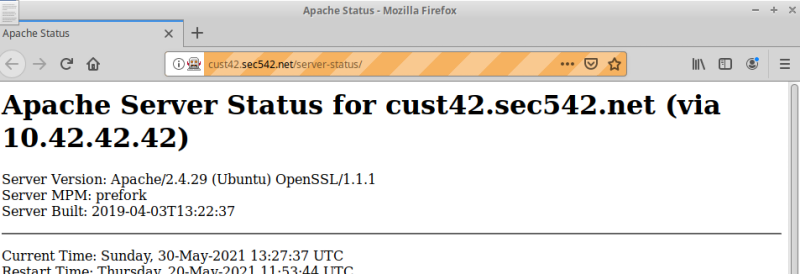 Apache Status - Mozilla Firefox
Apache Status
cust42.sec542.net/server-status/
Apache Server Status for cust42.sec542.net (via
10.42.42.42)
Server Version: Apache/2.4.29 (Ubuntu) OpenSSL/1.1.1
Server MPM: prefork
Server Built: 2019-04-03T13:22:37
Current Time: Sunday, 30-May-2021 13:27:37 UTC
Restart Time: Thursday, 20-May-2021 11:53:44 UTC